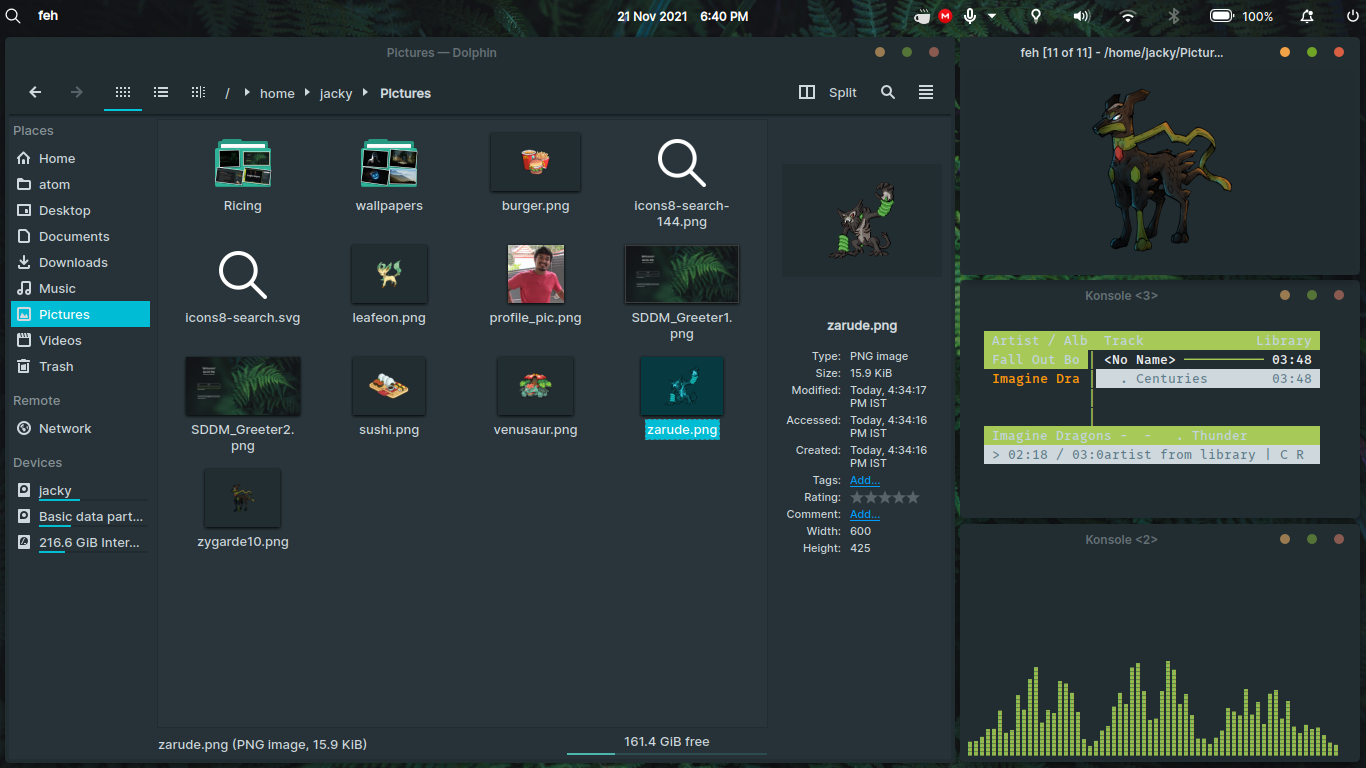 feh
21 Nov 2021 6:40 PM
M
100%
Pictures — Dolphin
/ home jacky Pictures
Split
Places
Home
atom
Desktop
Documents
Downloads
Music
Pictures
Videos
Trash
Remote
Network
Devices
jacky
Basic data part...
216.6 GiB Inter...
Ricing
wallpapers
burger.png
icons8-search-
144.png
icons8-search.svg
leafeon.png
profile_pic.png
SDDM_Greeter1.
png
SDDM_Greeter2.
png
sushi.png
venusaur.png
zarude.png
zygarde10.png
zarude.png (PNG image, 15.9 KiB)
161.4 GiB free
zarude.png
Type: PNG image
Size: 15.9 KiB
Modified: Today, 4:34:17
PM IST
Accessed: Today, 4:34:16
PM IST
Created: Today, 4:34:16
PM IST
Tags: Add...
Rating:
Comment: Add...
Width: 600
Height: 425
feh [11 of 11] - /home/jacky/Pictur...
Konsole <3>
Artist / Alb Track Library
Fall Out Bo <No Name> 03:48
Imagine Dra . Centuries 03:48
Imagine Dragons - - . Thunder
> 02:18 / 03:0artist from library | C R
Konsole <2>